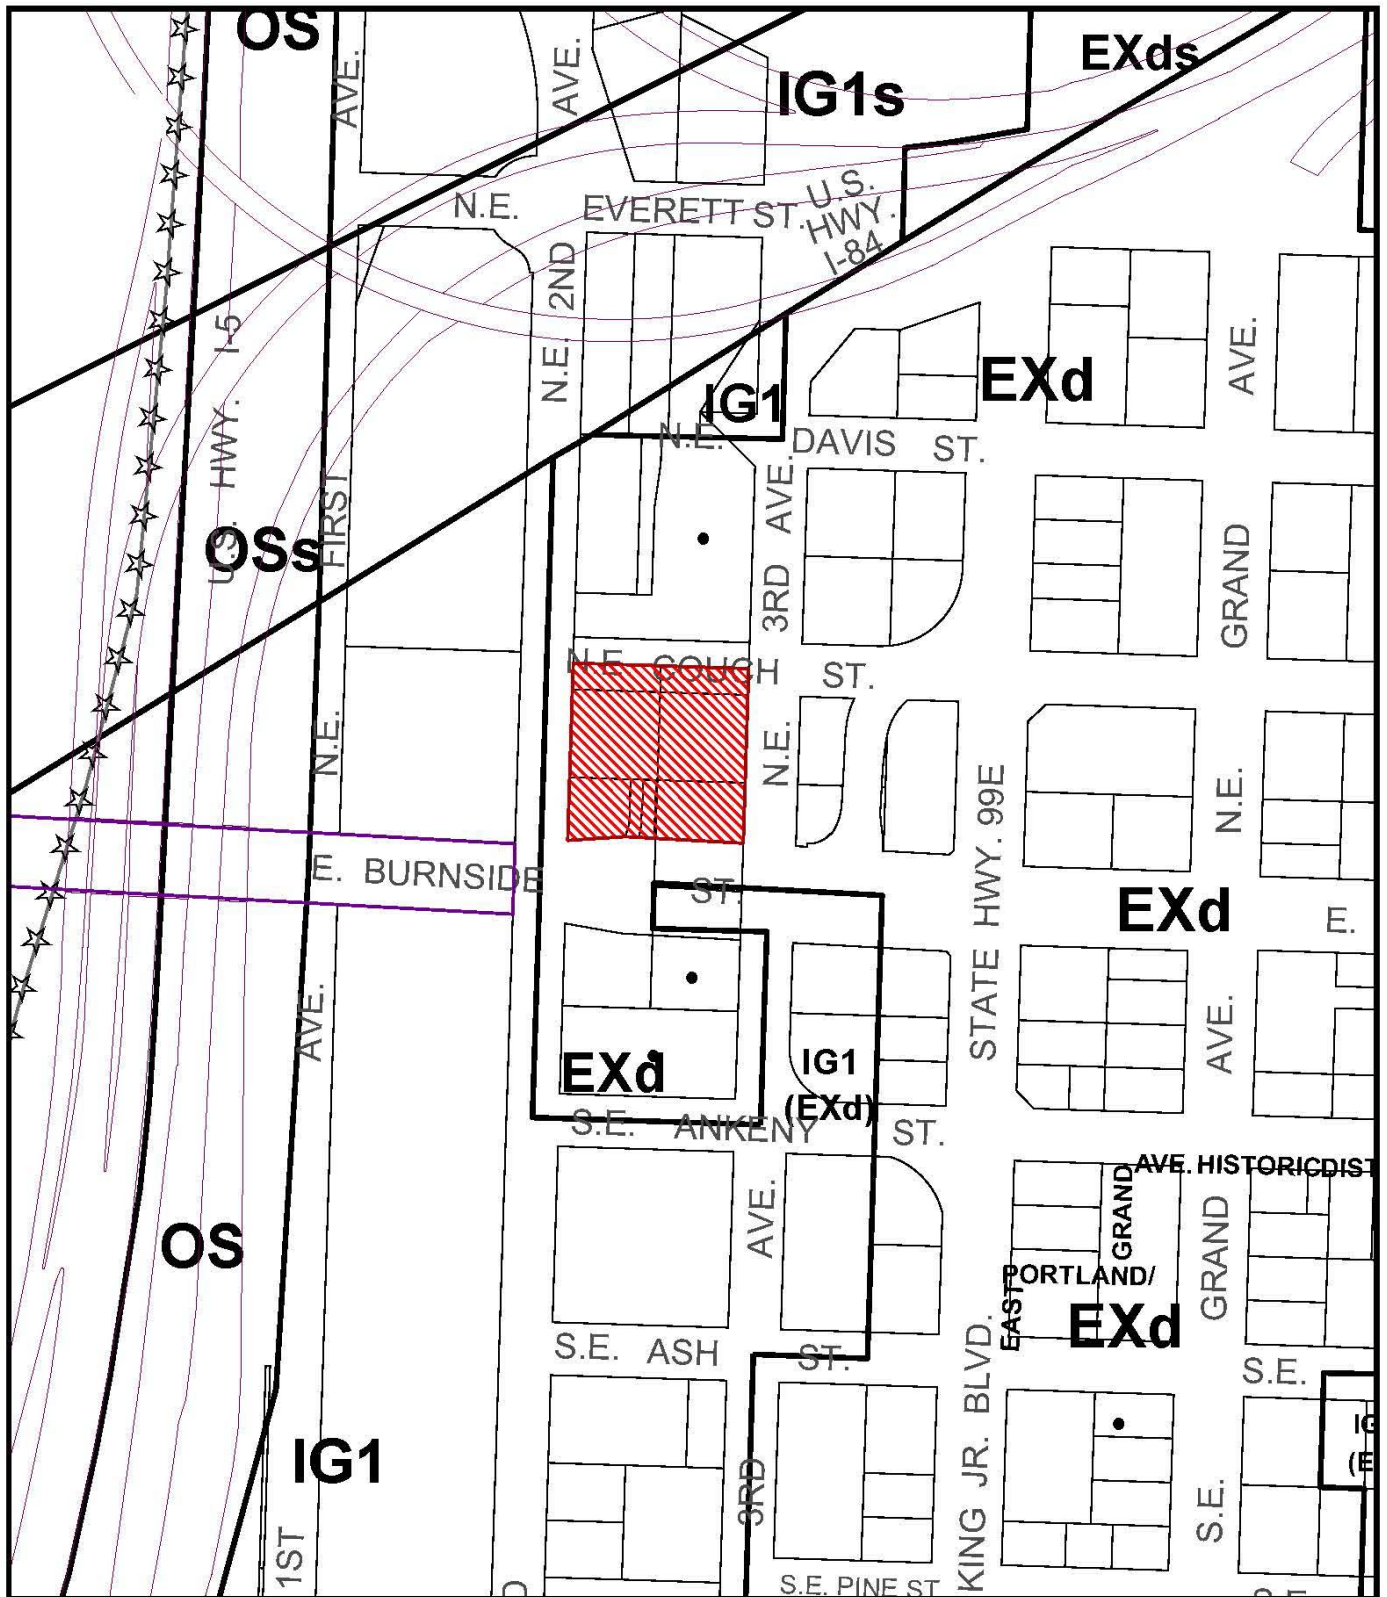 OS
AVE.
AVE.
IG1s
EXds
N.E.
EVERETT ST.
U.S.
HWY.
I-84
N.E. 2ND
U.S. HWY. I-5
IG1
EXd
AVE.
N.E.
DAVIS
ST.
OSs
N.E. FIRST
N.E. 3RD AVE.
N.E. GRAND
N.E. COUCH ST.
E. BURNSIDE
ST.
STATE HWY. 99E
EXd
E.
AVE.
EXd
IG1
(EXd)
AVE.
S.E. ANKENY ST.
AVE. HISTORIC DIST
GRAND
PORTLAND/
EAST
EXd
GRAND
OS
AVE.
S.E. ASH ST.
S.E.
KING JR. BLVD.
IG1
3RD
1ST
S.E.
S.E. PINE ST